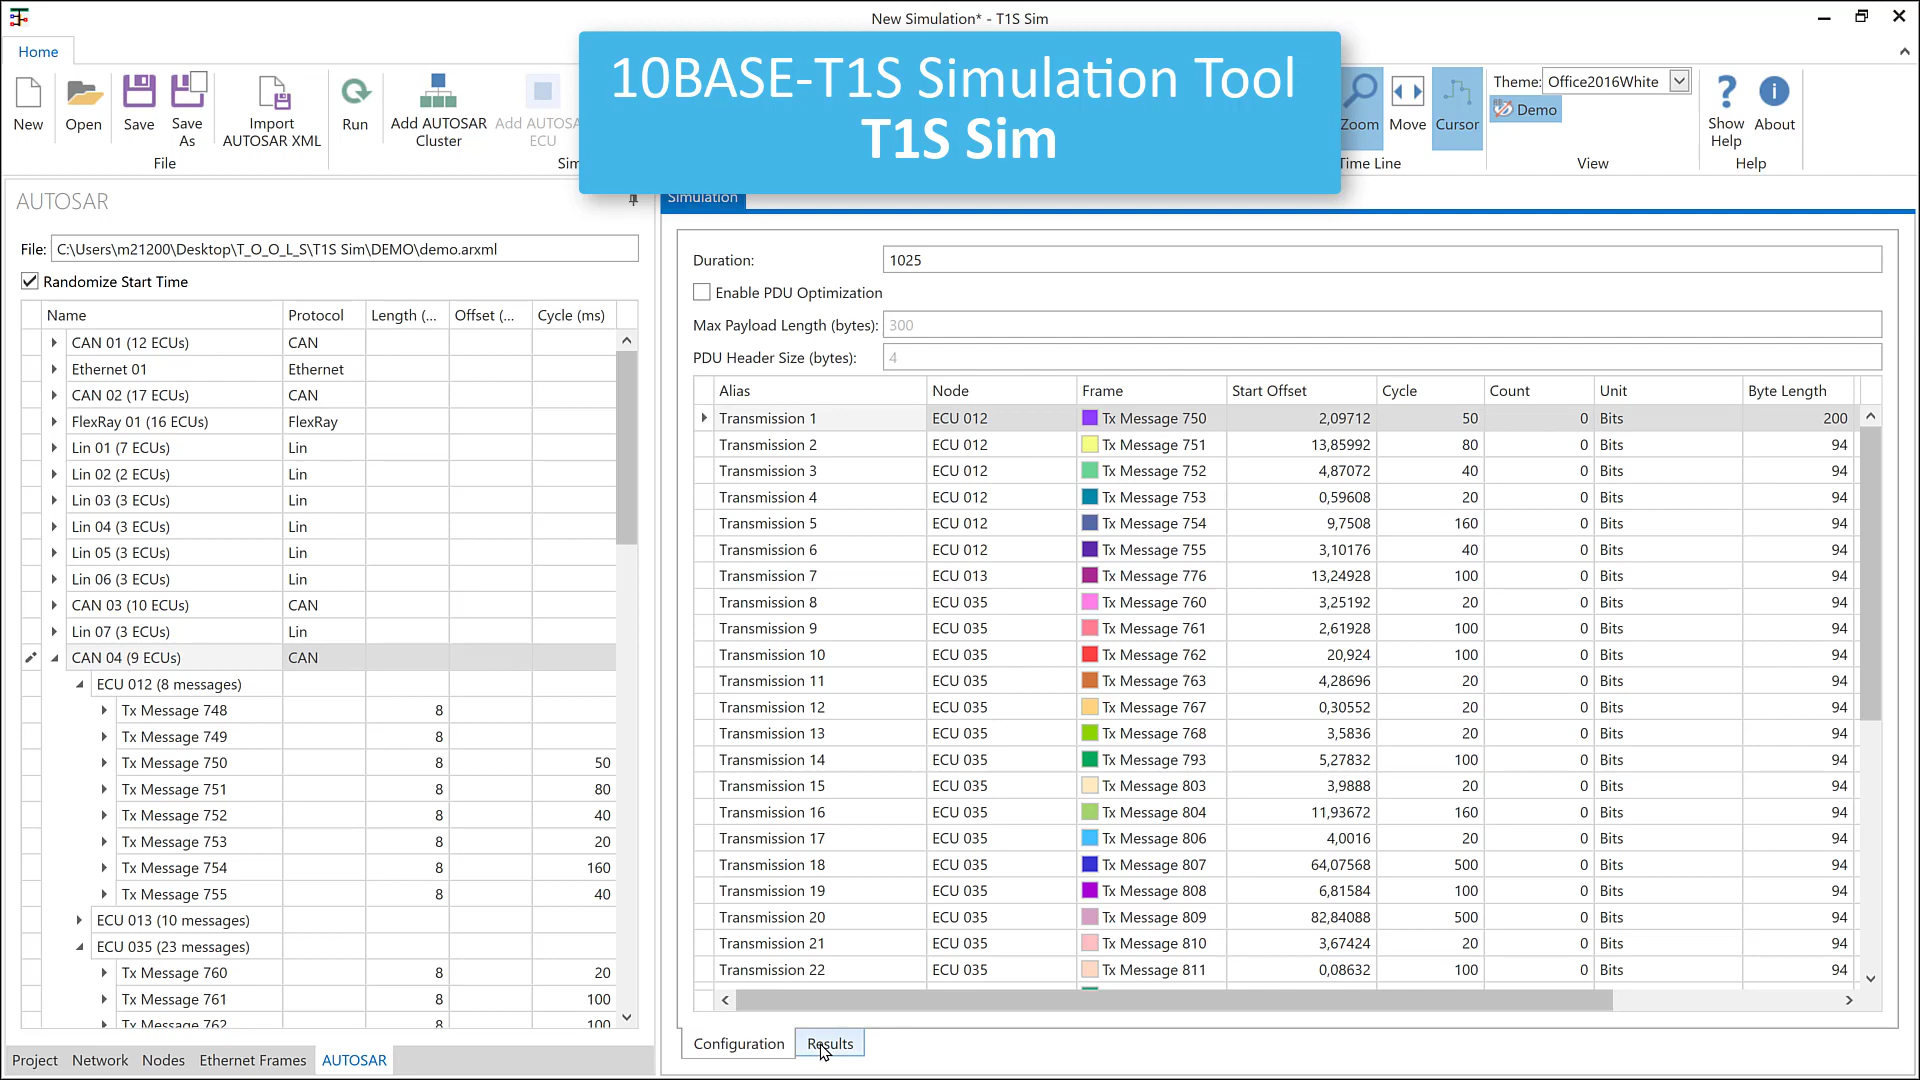 New Simulation* - T1S Sim
10BASE-T1S Simulation Tool
T1S Sim
Home
New
Open
Save
Save As
Import AUTOSAR XML
File
Run
Add AUTOSAR Cluster
ECU
Zoom
Move
Cursor
Time Line
Theme: Office2016White
Demo
View
Show Help
About
Help
AUTOSAR
File: C:\Users\m21200\Desktop\T_O_O_L_S\T1S Sim\DEMO\demo.arxml
Randomize Start Time
Name Protocol Length (... Offset (... Cycle (ms)
CAN 01 (12 ECUs) CAN
Ethernet 01 Ethernet
CAN 02 (17 ECUs) CAN
FlexRay 01 (16 ECUs) FlexRay
Lin 01 (7 ECUs) Lin
Lin 02 (2 ECUs) Lin
Lin 03 (3 ECUs) Lin
Lin 04 (3 ECUs) Lin
Lin 05 (3 ECUs) Lin
Lin 06 (3 ECUs) Lin
CAN 03 (10 ECUs) CAN
Lin 07 (3 ECUs) Lin
CAN 04 (9 ECUs) CAN
ECU 012 (8 messages)
Tx Message 748 8
Tx Message 749 8
Tx Message 750 8 50
Tx Message 751 8 80
Tx Message 752 8 40
Tx Message 753 8 20
Tx Message 754 8 160
Tx Message 755 8 40
ECU 013 (10 messages)
ECU 035 (23 messages)
Tx Message 760 8 20
Tx Message 761 8 100
Tx Message 762 8 100
Project Network Nodes Ethernet Frames AUTOSAR
Simulation
Duration: 1025
Enable PDU Optimization
Max Payload Length (bytes): 300
PDU Header Size (bytes): 4
Alias Node Frame Start Offset Cycle Count Unit Byte Length
Transmission 1 ECU 012 Tx Message 750 2,09712 50 0 Bits 200
Transmission 2 ECU 012 Tx Message 751 13,85992 80 0 Bits 94
Transmission 3 ECU 012 Tx Message 752 4,87072 40 0 Bits 94
Transmission 4 ECU 012 Tx Message 753 0,59608 20 0 Bits 94
Transmission 5 ECU 012 Tx Message 754 9,7508 160 0 Bits 94
Transmission 6 ECU 012 Tx Message 755 3,10176 40 0 Bits 94
Transmission 7 ECU 013 Tx Message 776 13,24928 100 0 Bits 94
Transmission 8 ECU 035 Tx Message 760 3,25192 20 0 Bits 94
Transmission 9 ECU 035 Tx Message 761 2,61928 100 0 Bits 94
Transmission 10 ECU 035 Tx Message 762 20,924 100 0 Bits 94
Transmission 11 ECU 035 Tx Message 763 4,28696 20 0 Bits 94
Transmission 12 ECU 035 Tx Message 767 0,30552 20 0 Bits 94
Transmission 13 ECU 035 Tx Message 768 3,5836 20 0 Bits 94
Transmission 14 ECU 035 Tx Message 793 5,27832 100 0 Bits 94
Transmission 15 ECU 035 Tx Message 803 3,9888 20 0 Bits 94
Transmission 16 ECU 035 Tx Message 804 11,93672 160 0 Bits 94
Transmission 17 ECU 035 Tx Message 806 4,0016 20 0 Bits 94
Transmission 18 ECU 035 Tx Message 807 64,07568 500 0 Bits 94
Transmission 19 ECU 035 Tx Message 808 6,81584 100 0 Bits 94
Transmission 20 ECU 035 Tx Message 809 82,84088 500 0 Bits 94
Transmission 21 ECU 035 Tx Message 810 3,67424 20 0 Bits 94
Transmission 22 ECU 035 Tx Message 811 0,08632 100 0 Bits 94
Configuration Results